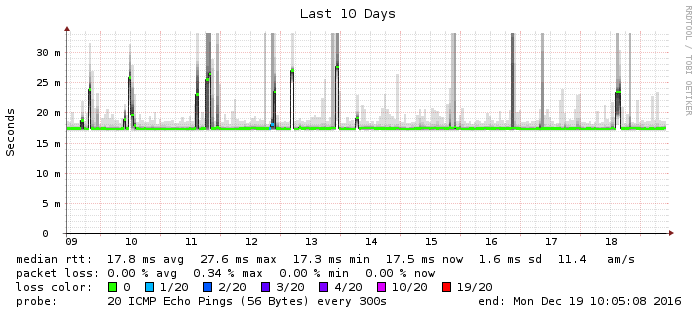 Last 10 Days
RRDTOOL / TOBI OETIKER
Seconds
30 m
25 m
20 m
15 m
10 m
5 m
0
09 10 11 12 13 14 15 16 17 18
median rtt: 17.8 ms avg 27.6 ms max 17.3 ms min 17.5 ms now 1.6 ms sd 11.4 am/s
packet loss: 0.00 % avg 0.34 % max 0.00 % min 0.00 % now
loss color: 0 1/20 2/20 3/20 4/20 10/20 19/20
probe: 20 ICMP Echo Pings (56 Bytes) every 300s end: Mon Dec 19 10:05:08 2016